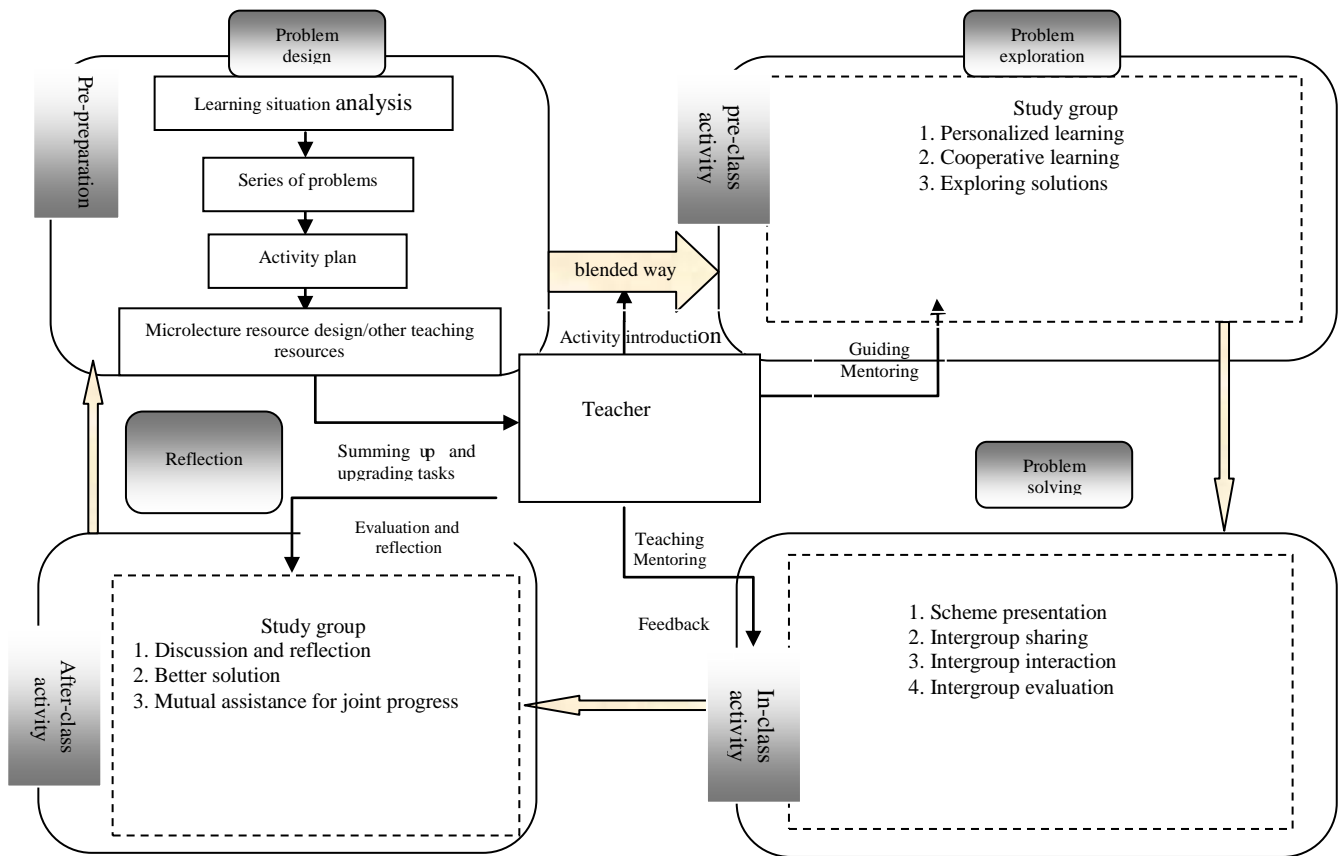 Problem
design
Pre-preparation
Learning situation analysis
Series of problems
Activity plan
Microlecture resource design/other teaching
resources
blended way
Activity introduction
Problem
exploration
pre-class
activity
Study group
1. Personalized learning
2. Cooperative learning
3. Exploring solutions
Guiding
Mentoring
Teacher
Reflection
Summing up and
upgrading tasks
Evaluation and
reflection
Teaching
Mentoring
Feedback
Problem
solving
After-class
activity
Study group
1. Discussion and reflection
2. Better solution
3. Mutual assistance for joint progress
In-class
activity
1. Scheme presentation
2. Intergroup sharing
3. Intergroup interaction
4. Intergroup evaluation